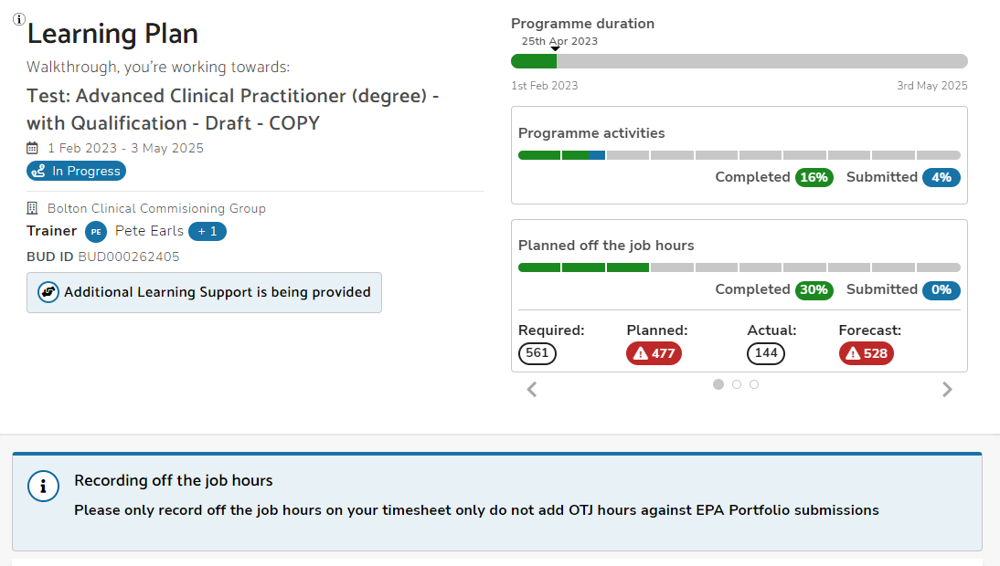 Learning Plan
Walkthrough, you're working towards:
Test: Advanced Clinical Practitioner (degree) -
with Qualification - Draft - COPY
1 Feb 2023 - 3 May 2025
In Progress
Bolton Clinical Commisioning Group
Trainer PE Pete Earls + 1
BUD ID BUD000262405
Additional Learning Support is being provided
Programme duration
25th Apr 2023
1st Feb 2023 3rd May 2025
Programme activities
Completed 16% Submitted 4%
Planned off the job hours
Completed 30% Submitted 0%
Required: Planned: Actual: Forecast:
561 477 144 528
Recording off the job hours
Please only record off the job hours on your timesheet only do not add OTJ hours against EPA Portfolio submissions